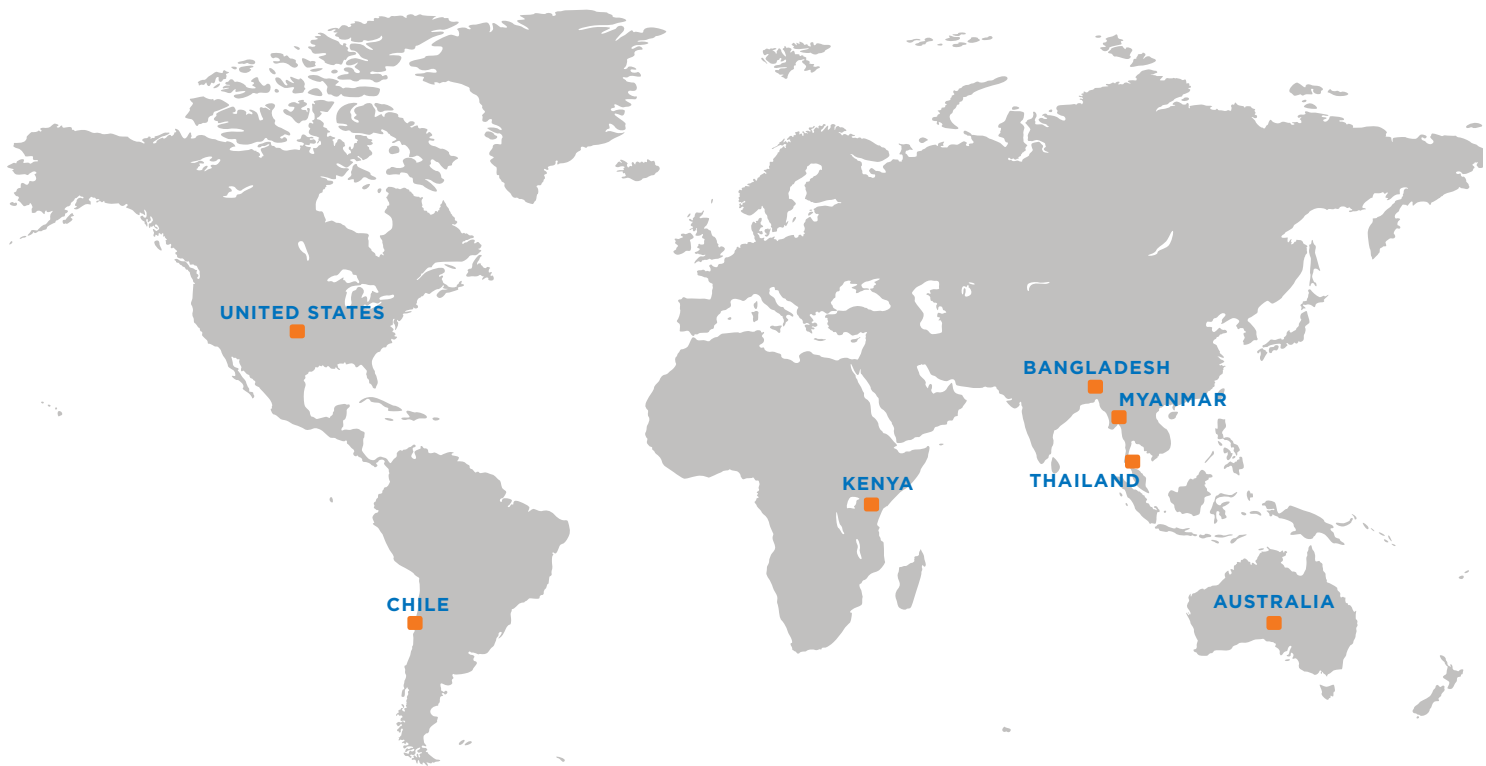 UNITED STATES
BANGLADESH
MYANMAR
THAILAND
KENYA
AUSTRALIA
CHILE